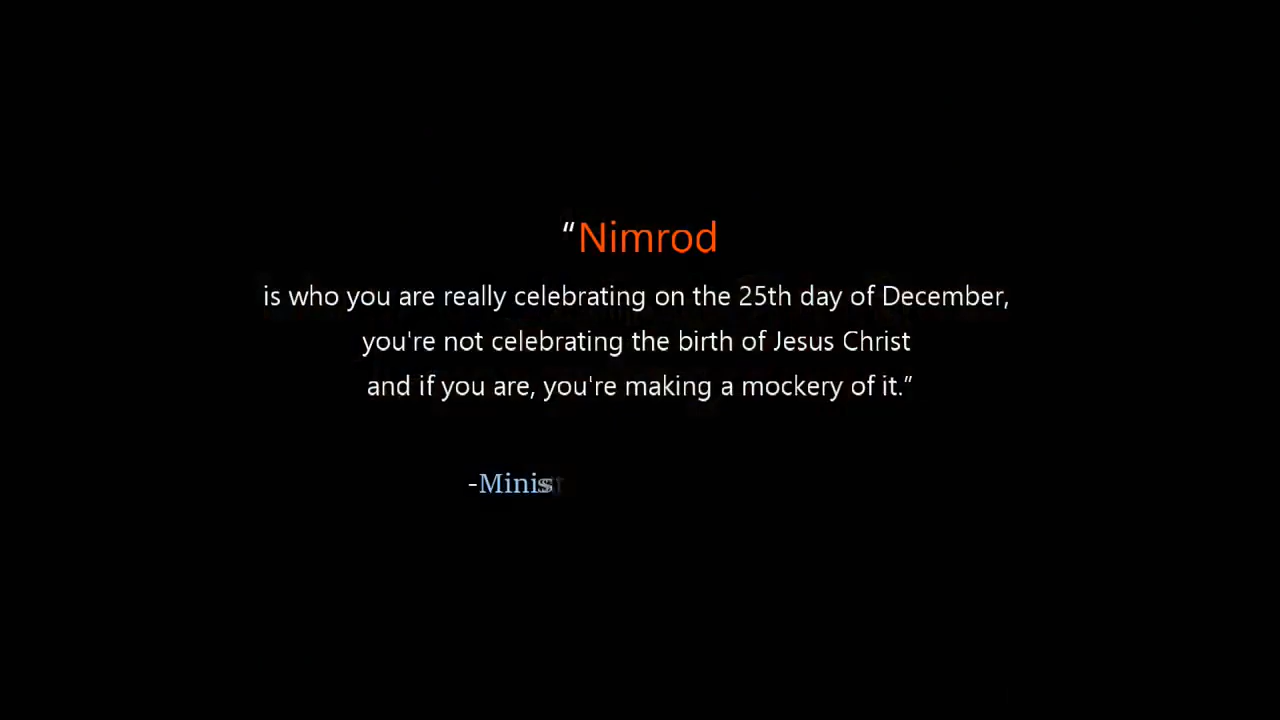 “Nimrod
is who you are really celebrating on the 25th day of December,
you're not celebrating the birth of Jesus Christ
and if you are, you're making a mockery of it.”